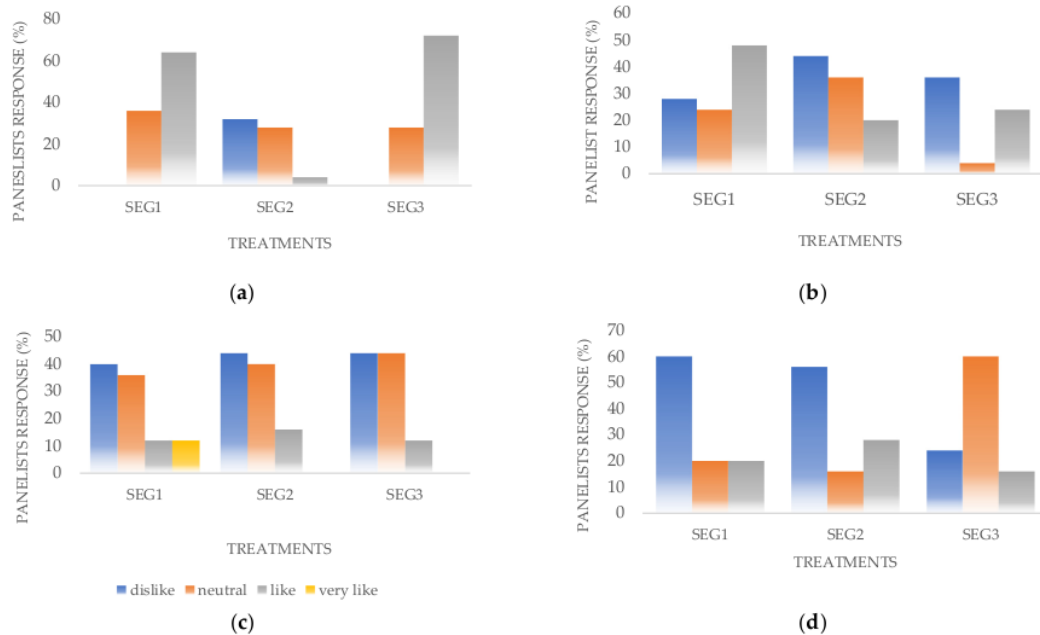 PANESLISTS RESPONSE (%)
80
60
40
20
0
SEG1 SEG2 SEG3
TREATMENTS
(a)
PANELIST RESPONSE (%)
60
50
40
30
20
10
0
SEG1 SEG2 SEG3
TREATMENTS
(b)
PANELISTS RESPONSE (%)
50
40
30
20
10
0
SEG1 SEG2 SEG3
TREATMENTS
dislike neutral like very like
(c)
PANELISTS RESPONSE (%)
70
60
50
40
30
20
10
0
SEG1 SEG2 SEG3
TREATMENTS
(d)